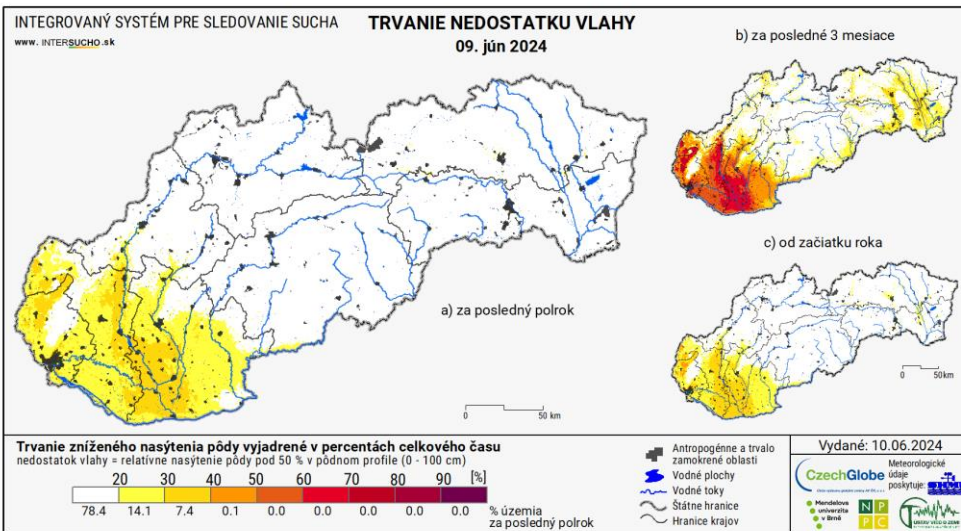 INTEGROVANÝ SYSTÉM PRE SLEDOVANIE SUCHA
www. INTERSUCHO.sk
TRVANIE NEDOSTATKU VLAHY
09. jún 2024
b) za posledné 3 mesiace
c) od začiatku roka
a) za posledný polrok
0 50 km
0 50km
Trvanie zníženého nasýtenia pôdy vyjadrené v percentách celkového času
nedostatok vlahy = relatívne nasýtenie pôdy pod 50 % v pôdnom profile (0 - 100 cm)
20 30 40 50 60 70 80 90 [%]
78.4 14.1 7.4 0.1 0.0 0.0 0.0 0.0 0.0 % územia
za posledný polrok
Antropogénne a trvalo
zamokrené oblasti
Vodné plochy
Vodné toky
Štátne hranice
Hranice krajov
Vydané: 10.06.2024
CzechGlobe
Meteorologické
údaje
poskytuje:
Mendelova
univerzita
v Brně
N P
P C